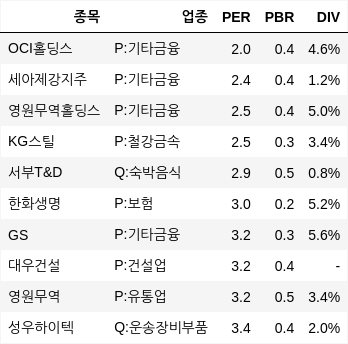 종목 업종 PER PBR DIV
OCI홀딩스 P:기타금융 2.0 0.4 4.6%
세아제강지주 P:기타금융 2.4 0.4 1.2%
영원무역홀딩스 P:기타금융 2.5 0.4 5.0%
KG스틸 P:철강금속 2.5 0.3 3.4%
서부T&D Q:숙박음식 2.9 0.5 0.8%
한화생명 P:보험 3.0 0.2 5.2%
GS P:기타금융 3.2 0.3 5.6%
대우건설 P:건설업 3.2 0.4 -
영원무역 P:유통업 3.2 0.5 3.4%
성우하이텍 Q:운송장비부품 3.4 0.4 2.0%